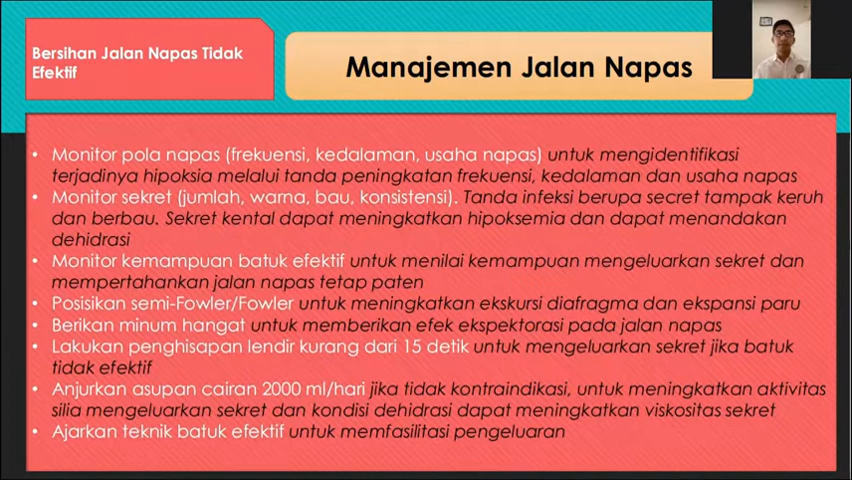 Bersihan Jalan Napas Tidak
Efektif
Manajemen Jalan Napas
• Monitor pola napas (frekuensi, kedalaman, usaha napas) untuk mengidentifikasi
terjadinya hipoksia melalui tanda peningkatan frekuensi, kedalaman dan usaha napas
• Monitor sekret (jumlah, warna, bau, konsistensi). Tanda infeksi berupa secret tampak keruh
dan berbau. Sekret kental dapat meningkatkan hipoksemia dan dapat menandakan
dehidrasi
• Monitor kemampuan batuk efektif untuk menilai kemampuan mengeluarkan sekret dan
mempertahankan jalan napas tetap paten
• Posisikan semi-Fowler/Fowler untuk meningkatkan ekskursi diafragma dan ekspansi paru
• Berikan minum hangat untuk memberikan efek ekspektorasi pada jalan napas
• Lakukan penghisapan lendir kurang dari 15 detik untuk mengeluarkan sekret jika batuk
tidak efektif
• Anjurkan asupan cairan 2000 ml/hari jika tidak kontraindikasi, untuk meningkatkan aktivitas
silia mengeluarkan sekret dan kondisi dehidrasi dapat meningkatkan viskositas sekret
• Ajarkan teknik batuk efektif untuk memfasilitasi pengeluaran